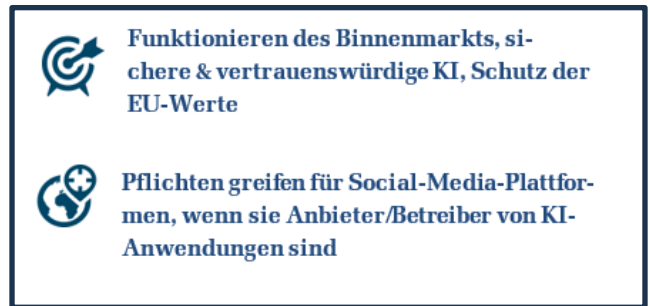 Funktionieren des Binnenmarkts, si-
chere & vertrauenswürdige KI, Schutz der
EU-Werte
Pflichten greifen für Social-Media-Plattfor-
men, wenn sie Anbieter/Betreiber von KI-
Anwendungen sind